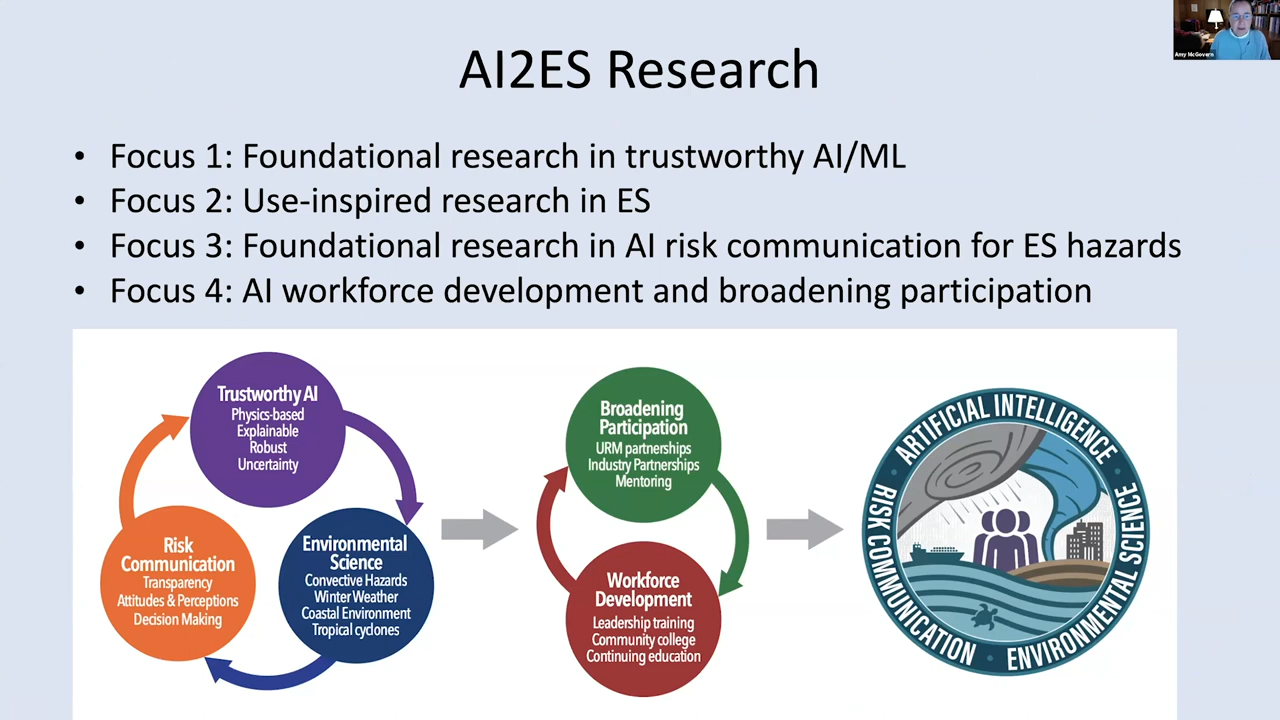 AI2ES Research
Amy McGovern
• Focus 1: Foundational research in trustworthy AI/ML
• Focus 2: Use-inspired research in ES
• Focus 3: Foundational research in AI risk communication for ES hazards
• Focus 4: AI workforce development and broadening participation
Trustworthy AI
Physics-based
Explainable
Robust
Uncertainty
Risk
Communication
Transparency
Attitudes & Perceptions
Decision Making
Environmental
Science
Convective Hazards
Winter Weather
Coastal Environment
Tropical cyclones
Broadening
Participation
URM partnerships
Industry Partnerships
Mentoring
Workforce
Development
Leadership training
Community college
Continuing education
ARTIFICIAL INTELLIGENCE
RISK COMMUNICATION
ENVIRONMENTAL SCIENCE